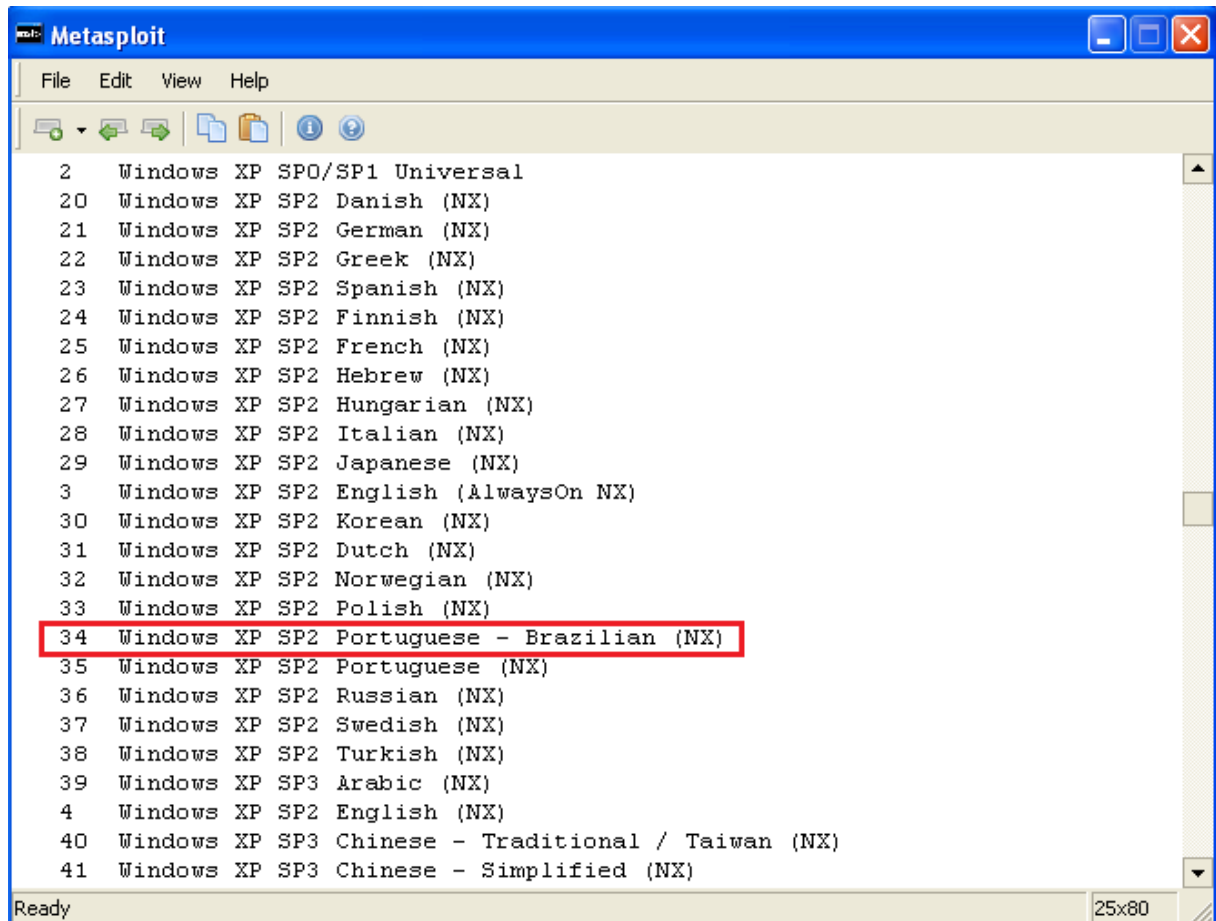 Metasploit
File Edit View Help
2 Windows XP SP0/SP1 Universal
20 Windows XP SP2 Danish (NX)
21 Windows XP SP2 German (NX)
22 Windows XP SP2 Greek (NX)
23 Windows XP SP2 Spanish (NX)
24 Windows XP SP2 Finnish (NX)
25 Windows XP SP2 French (NX)
26 Windows XP SP2 Hebrew (NX)
27 Windows XP SP2 Hungarian (NX)
28 Windows XP SP2 Italian (NX)
29 Windows XP SP2 Japanese (NX)
3 Windows XP SP2 English (AlwaysOn NX)
30 Windows XP SP2 Korean (NX)
31 Windows XP SP2 Dutch (NX)
32 Windows XP SP2 Norwegian (NX)
33 Windows XP SP2 Polish (NX)
34 Windows XP SP2 Portuguese - Brazilian (NX)
35 Windows XP SP2 Portuguese (NX)
36 Windows XP SP2 Russian (NX)
37 Windows XP SP2 Swedish (NX)
38 Windows XP SP2 Turkish (NX)
39 Windows XP SP3 Arabic (NX)
4 Windows XP SP2 English (NX)
40 Windows XP SP3 Chinese - Traditional / Taiwan (NX)
41 Windows XP SP3 Chinese - Simplified (NX)
Ready 25x80